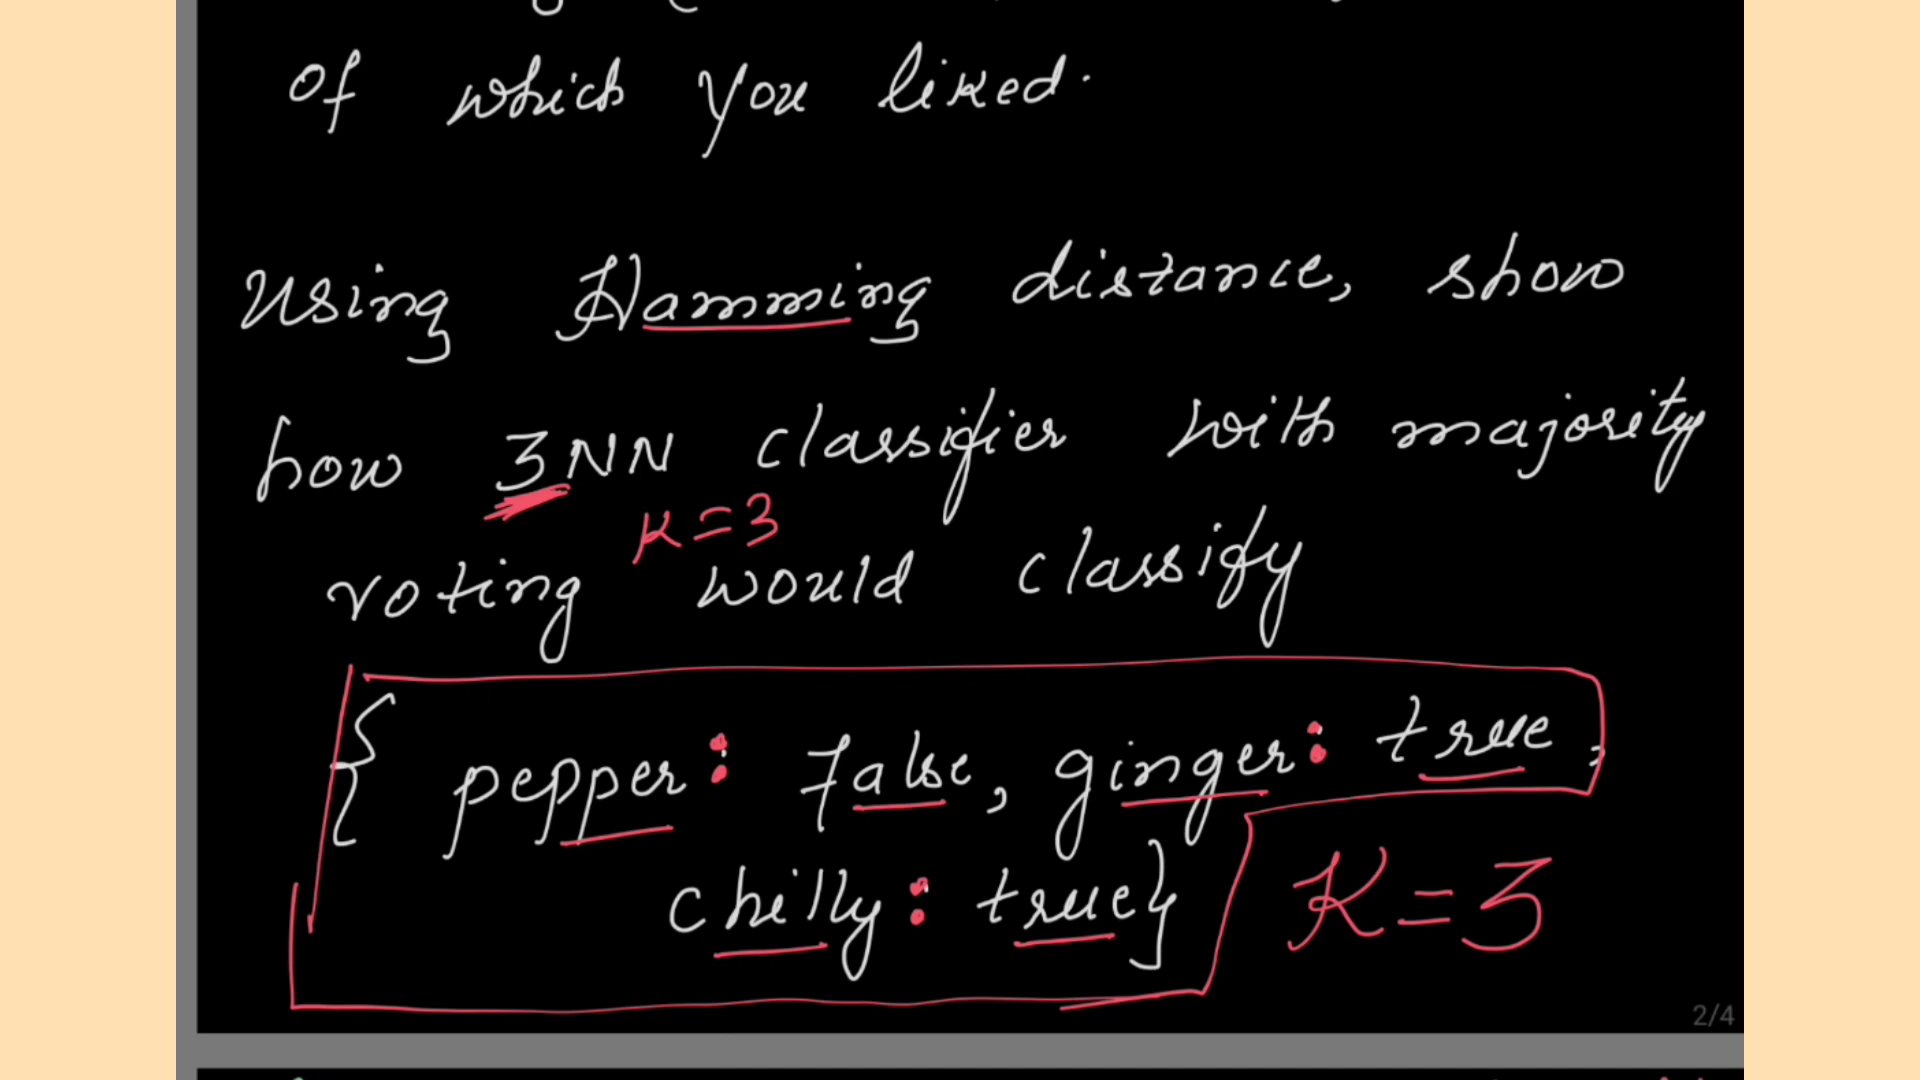 of which you liked.
Using Hamming distance, show
how 3NN classifier with majority
K=3
voting would classify
{ pepper: False, ginger: true,
chilly: true}
K=3
2/4